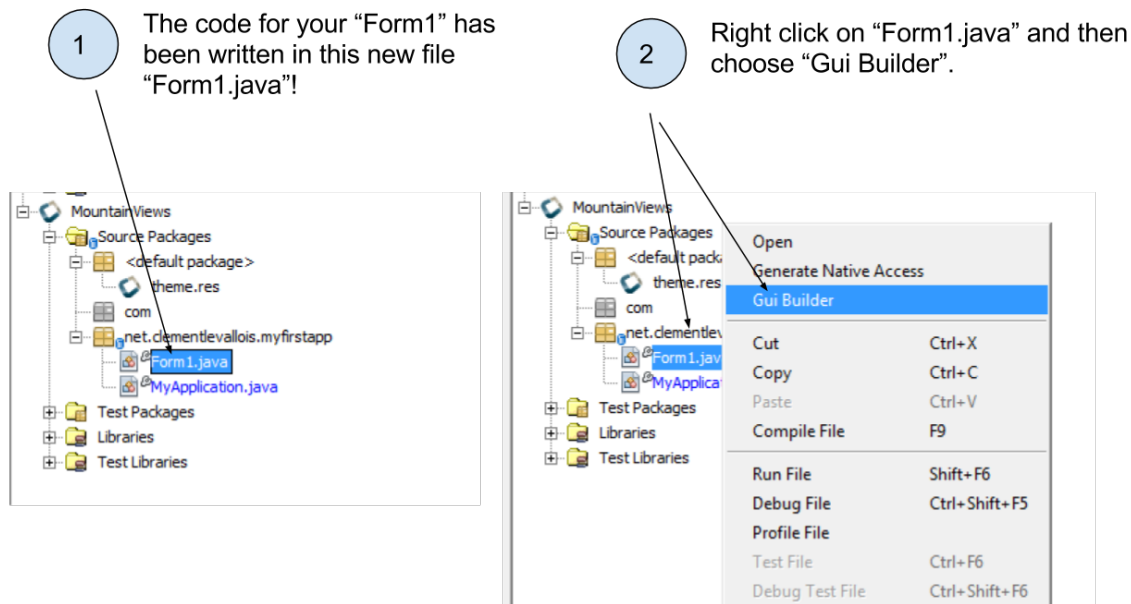 1
The code for your “Form1” has
been written in this new file
“Form1.java”!
2
Right click on “Form1.java” and then
choose “Gui Builder”.
MountainViews
Source Packages
<default package>
theme.res
com
net.clementlevallois.myfirstapp
Form1.java
MyApplication.java
Test Packages
Libraries
Test Libraries
MountainViews
Source Packages
<default packa
theme.res
com
net.clementlev
Form1.jav
MyApplicat
Test Packages
Libraries
Test Libraries
Open
Generate Native Access
Gui Builder
Cut Ctrl+X
Copy Ctrl+C
Paste Ctrl+V
Compile File F9
Run File Shift+F6
Debug File Ctrl+Shift+F5
Profile File
Test File Ctrl+F6
Debug Test File Ctrl+Shift+F6